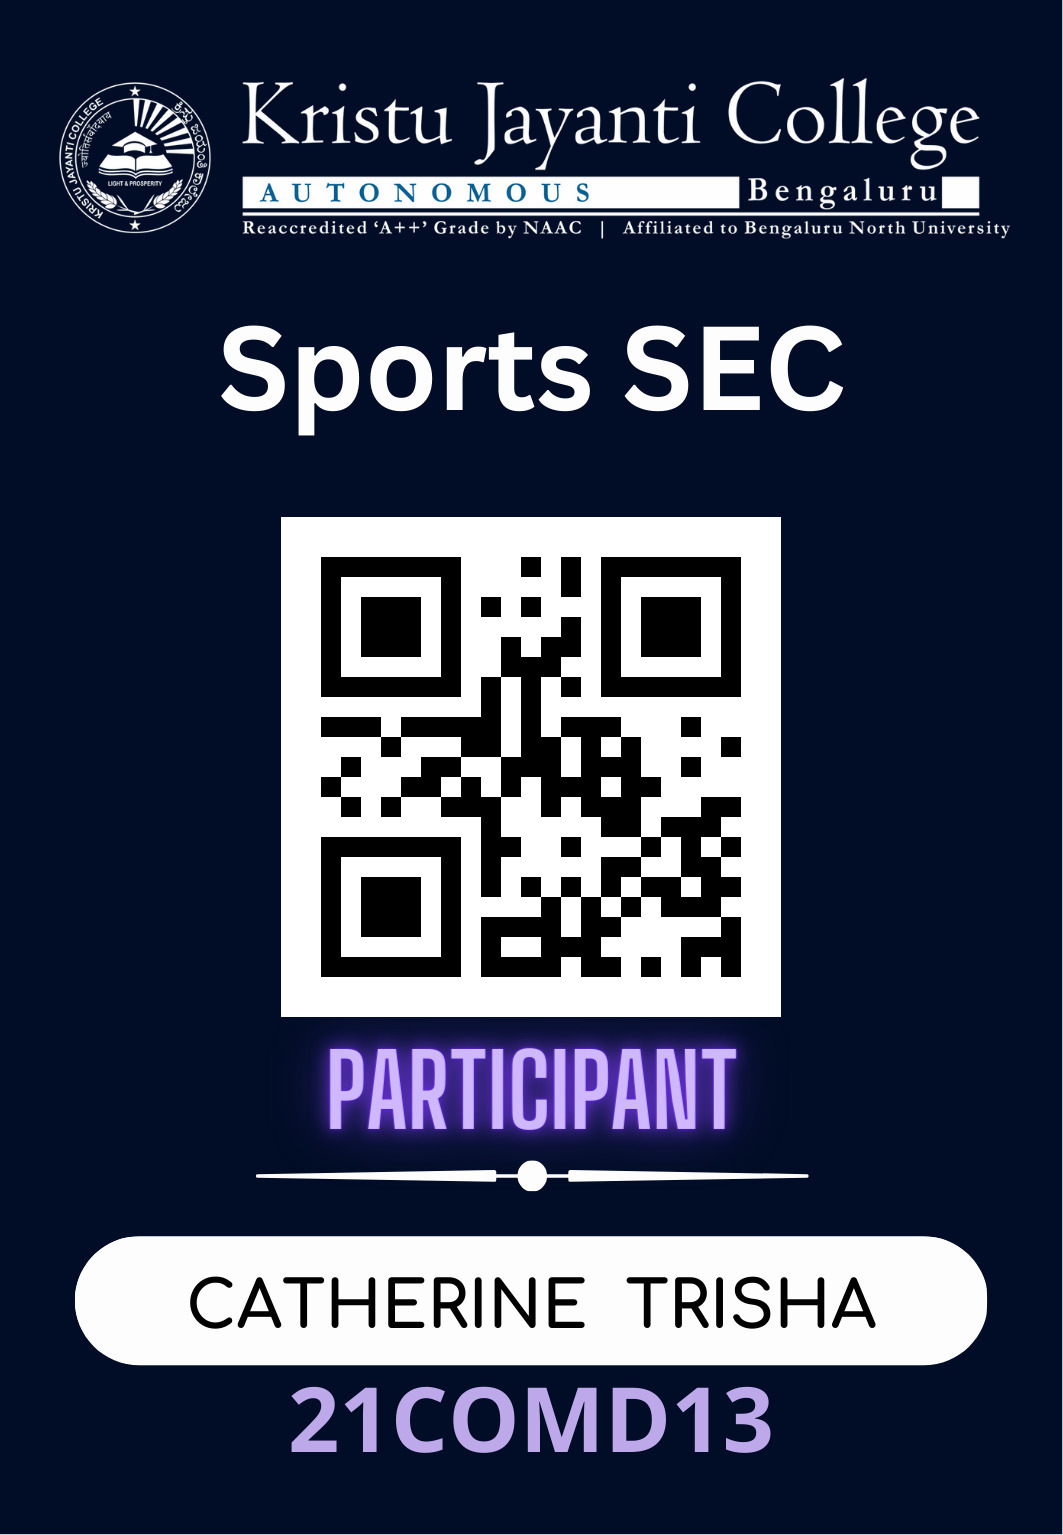 KRISTU JAYANTI COLLEGE
ಕ್ರಿಸ್ತು ಜಯಂತಿ ಕಾಲೇಜು
LIGHT & PROSPERITY
Kristu Jayanti College
AUTONOMOUS Bengaluru
Reaccredited ‘A++’ Grade by NAAC | Affiliated to Bengaluru North University
Sports SEC
PARTICIPANT
CATHERINE TRISHA
21COMD13